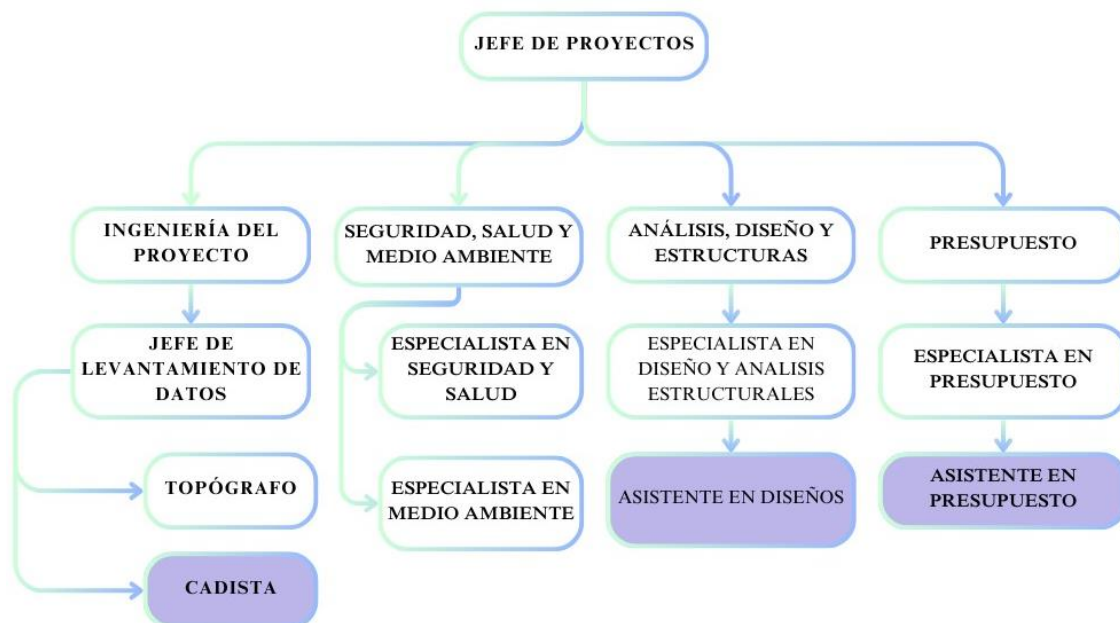 JEFE DE PROYECTOS
INGENIERÍA DEL
PROYECTO
SEGURIDAD, SALUD Y
MEDIO AMBIENTE
ANÁLISIS, DISEÑO Y
ESTRUCTURAS
PRESUPUESTO
JEFE DE
LEVANTAMIENTO DE
DATOS
ESPECIALISTA EN
SEGURIDAD Y
SALUD
ESPECIALISTA EN
DISEÑO Y ANALISIS
ESTRUCTURALES
ESPECIALISTA EN
PRESUPUESTO
TOPÓGRAFO
ESPECIALISTA EN
MEDIO AMBIENTE
ASISTENTE EN DISEÑOS
ASISTENTE EN
PRESUPUESTO
CADISTA